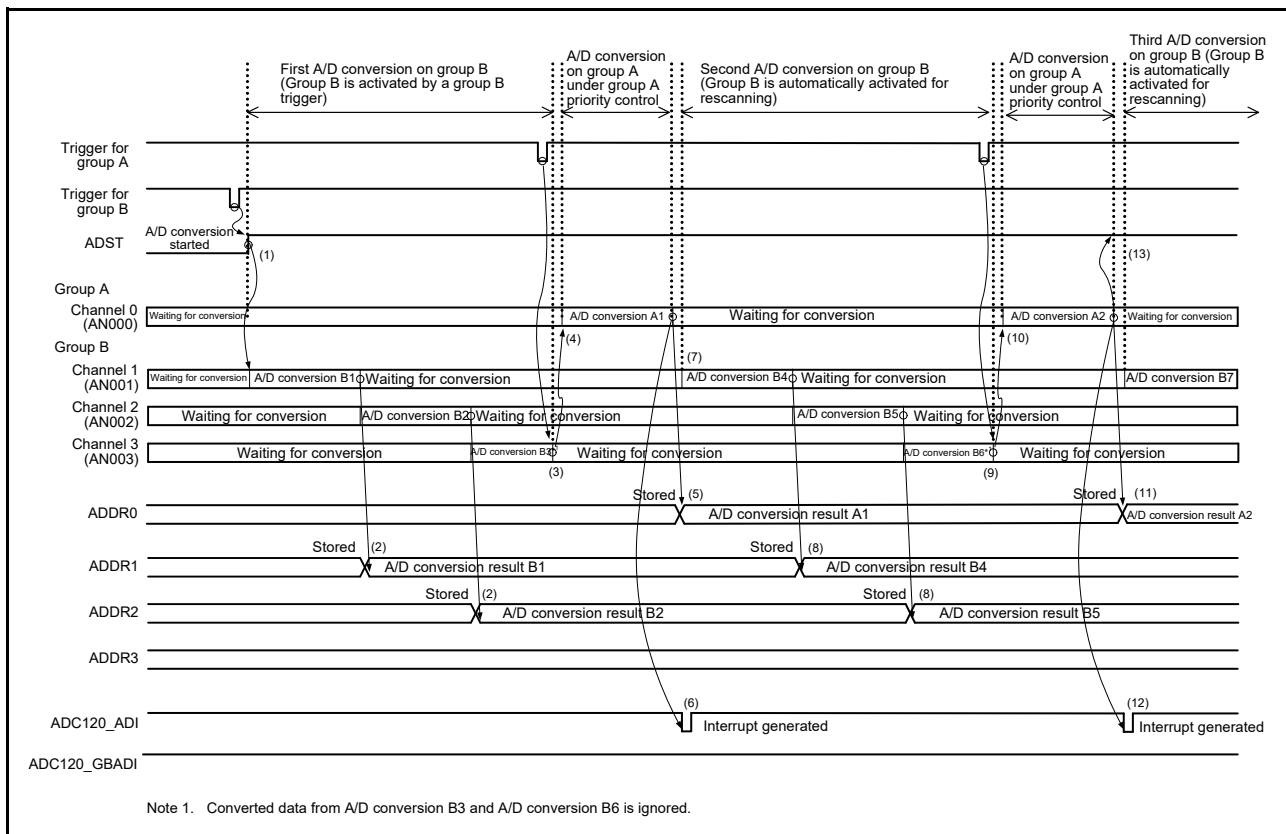 First A/D conversion on group B
(Group B is activated by a group B
trigger)
A/D conversion
on group A
under group A
priority control
Second A/D conversion on group B
(Group B is automatically activated for
rescanning)
A/D conversion
on group A
under group A
priority control
Third A/D conversion
on group B (Group B
is automatically
activated for
rescanning)
Trigger for
group A
Trigger for
group B
ADST
A/D conversion
started
(1)
(13)
Group A
Channel 0
(AN000)
Waiting for conversion
A/D conversion A1
Waiting for conversion
A/D conversion A2
Waiting for conversion
(4)
(10)
Group B
(7)
Channel 1
(AN001)
Waiting for conversion
A/D conversion B1
Waiting for conversion
A/D conversion B4
Waiting for conversion
A/D conversion B7
Channel 2
(AN002)
Waiting for conversion
A/D conversion B2
Waiting for conversion
A/D conversion B5
Waiting for conversion
Channel 3
(AN003)
Waiting for conversion
A/D conversion B3
Waiting for conversion
A/D conversion B6*
Waiting for conversion
(3)
(9)
ADDR0
Stored
(5)
A/D conversion result A1
Stored
(11)
A/D conversion result A2
ADDR1
Stored
(2)
A/D conversion result B1
Stored
(8)
A/D conversion result B4
ADDR2
Stored
(2)
A/D conversion result B2
Stored
(8)
A/D conversion result B5
ADDR3
ADC120_ADI
(6)
Interrupt generated
(12)
Interrupt generated
ADC120_GBADI
Note 1. Converted data from A/D conversion B3 and A/D conversion B6 is ignored.